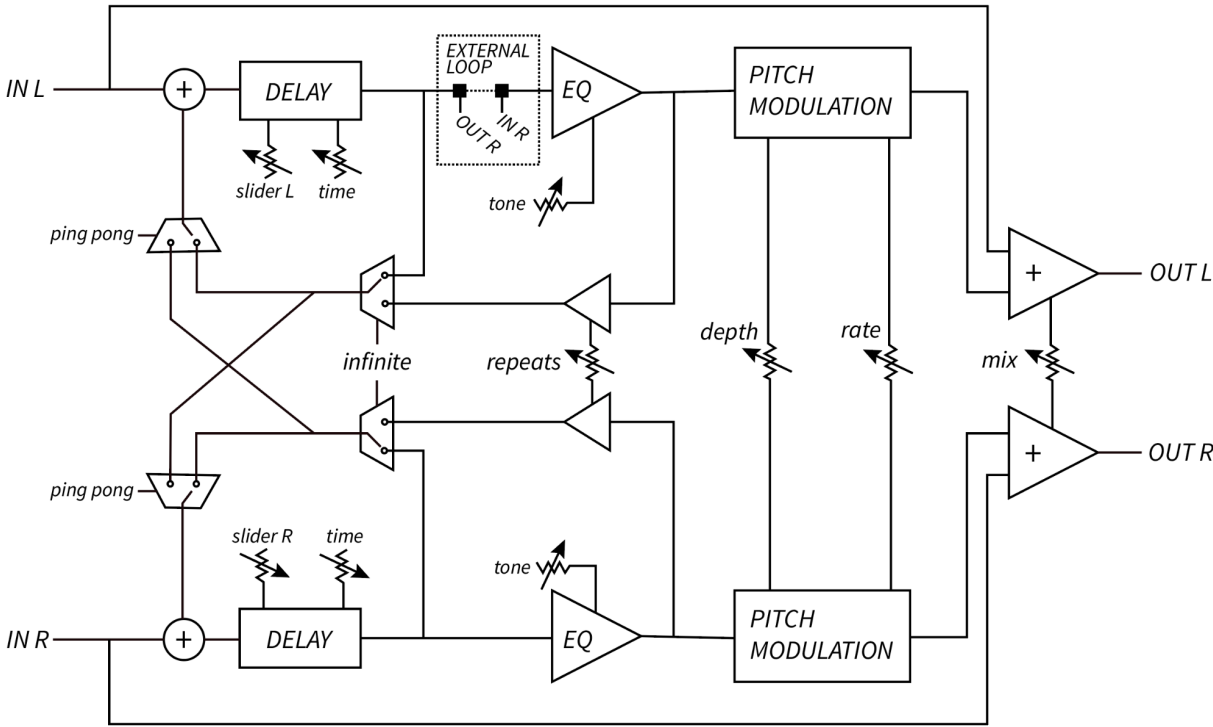 EXTERNAL
LOOP
IN L
+
DELAY
EQ
PITCH
MODULATION
OUT R
IN R
slider L
time
tone
ping pong
+
OUT L
infinite
repeats
depth
rate
mix
+
OUT R
ping pong
slider R
time
tone
IN R
+
DELAY
EQ
PITCH
MODULATION